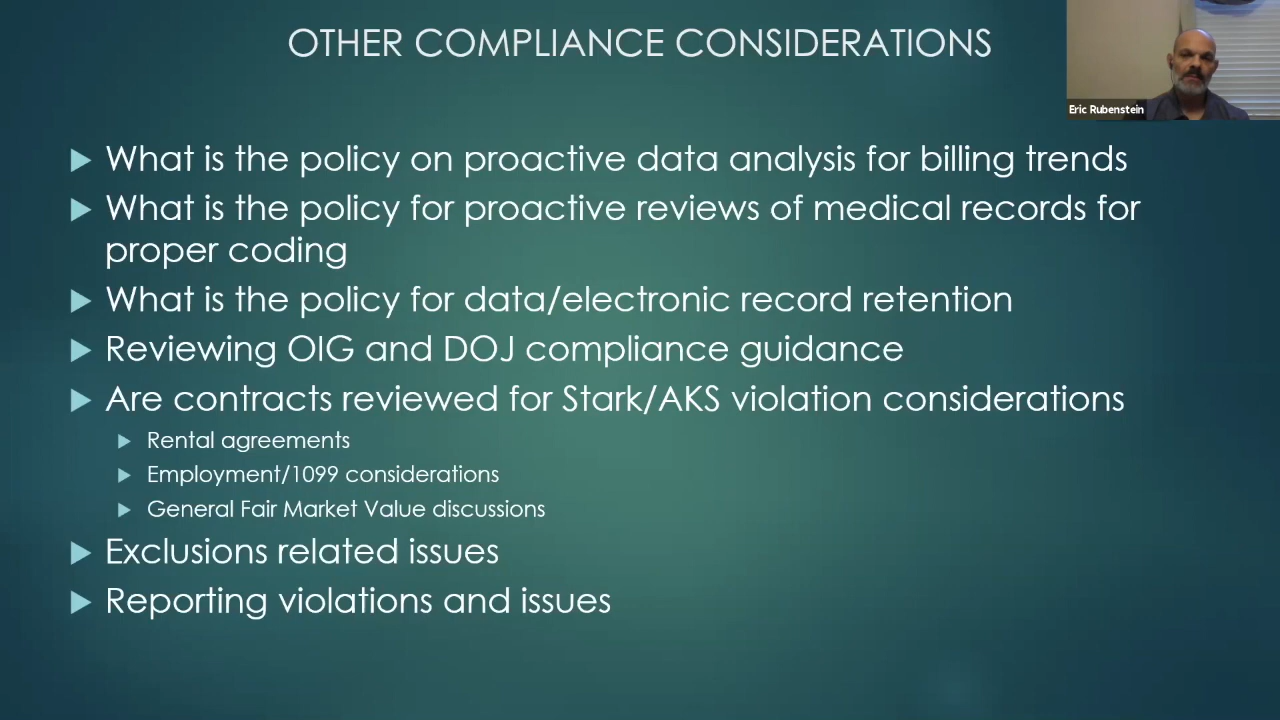 OTHER COMPLIANCE CONSIDERATIONS
Eric Rubenstein
What is the policy on proactive data analysis for billing trends
What is the policy for proactive reviews of medical records for
proper coding
What is the policy for data/electronic record retention
Reviewing OIG and DOJ compliance guidance
Are contracts reviewed for Stark/AKS violation considerations
Rental agreements
Employment/1099 considerations
General Fair Market Value discussions
Exclusions related issues
Reporting violations and issues